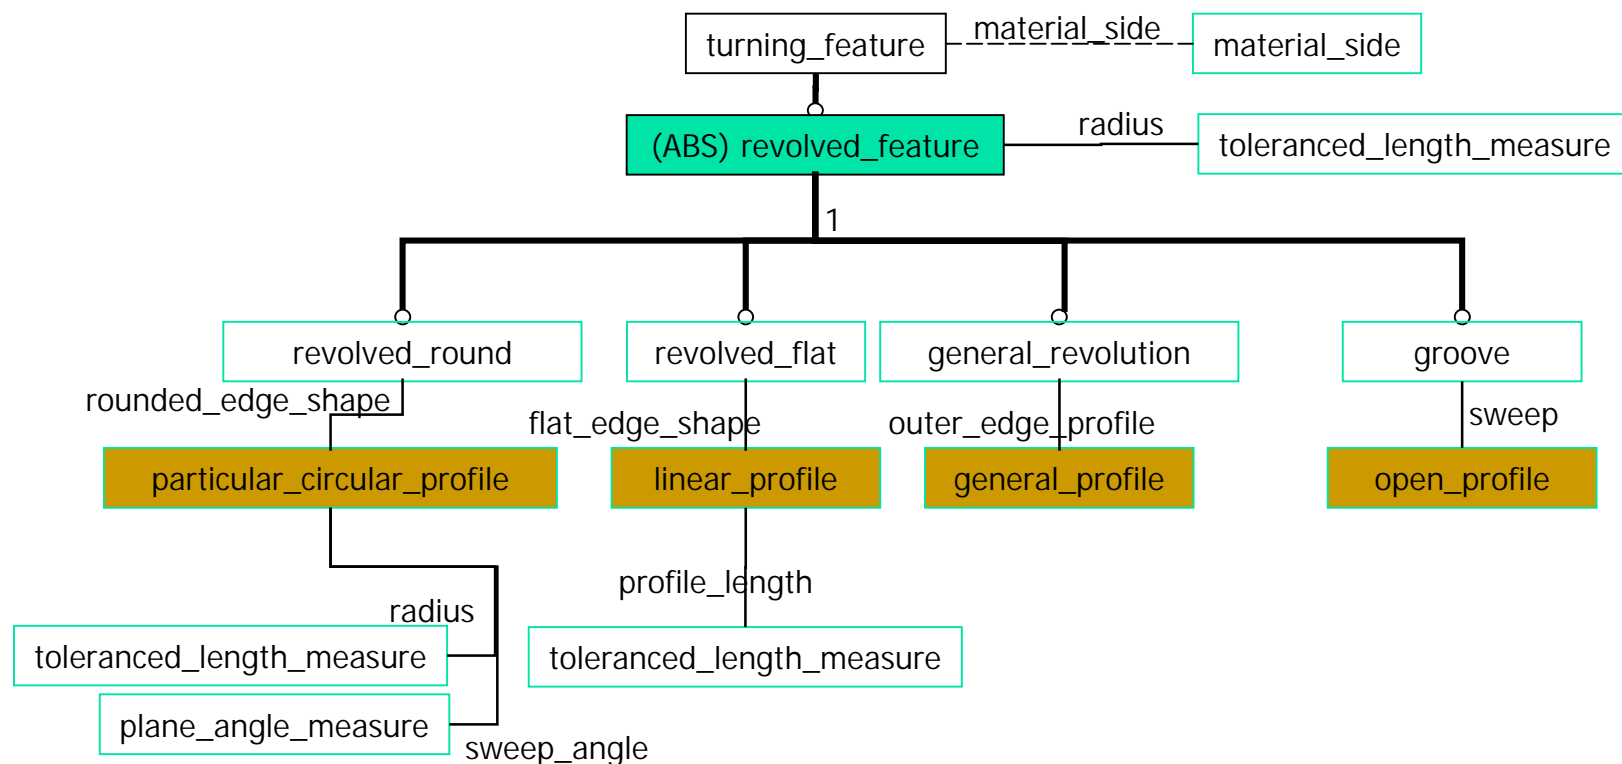 turning_feature
material_side
material_side
(ABS) revolved_feature
radius
toleranced_length_measure
1
revolved_round
revolved_flat
general_revolution
groove
rounded_edge_shape
flat_edge_shape
outer_edge_profile
sweep
particular_circular_profile
linear_profile
general_profile
open_profile
profile_length
radius
toleranced_length_measure
toleranced_length_measure
plane_angle_measure
sweep_angle